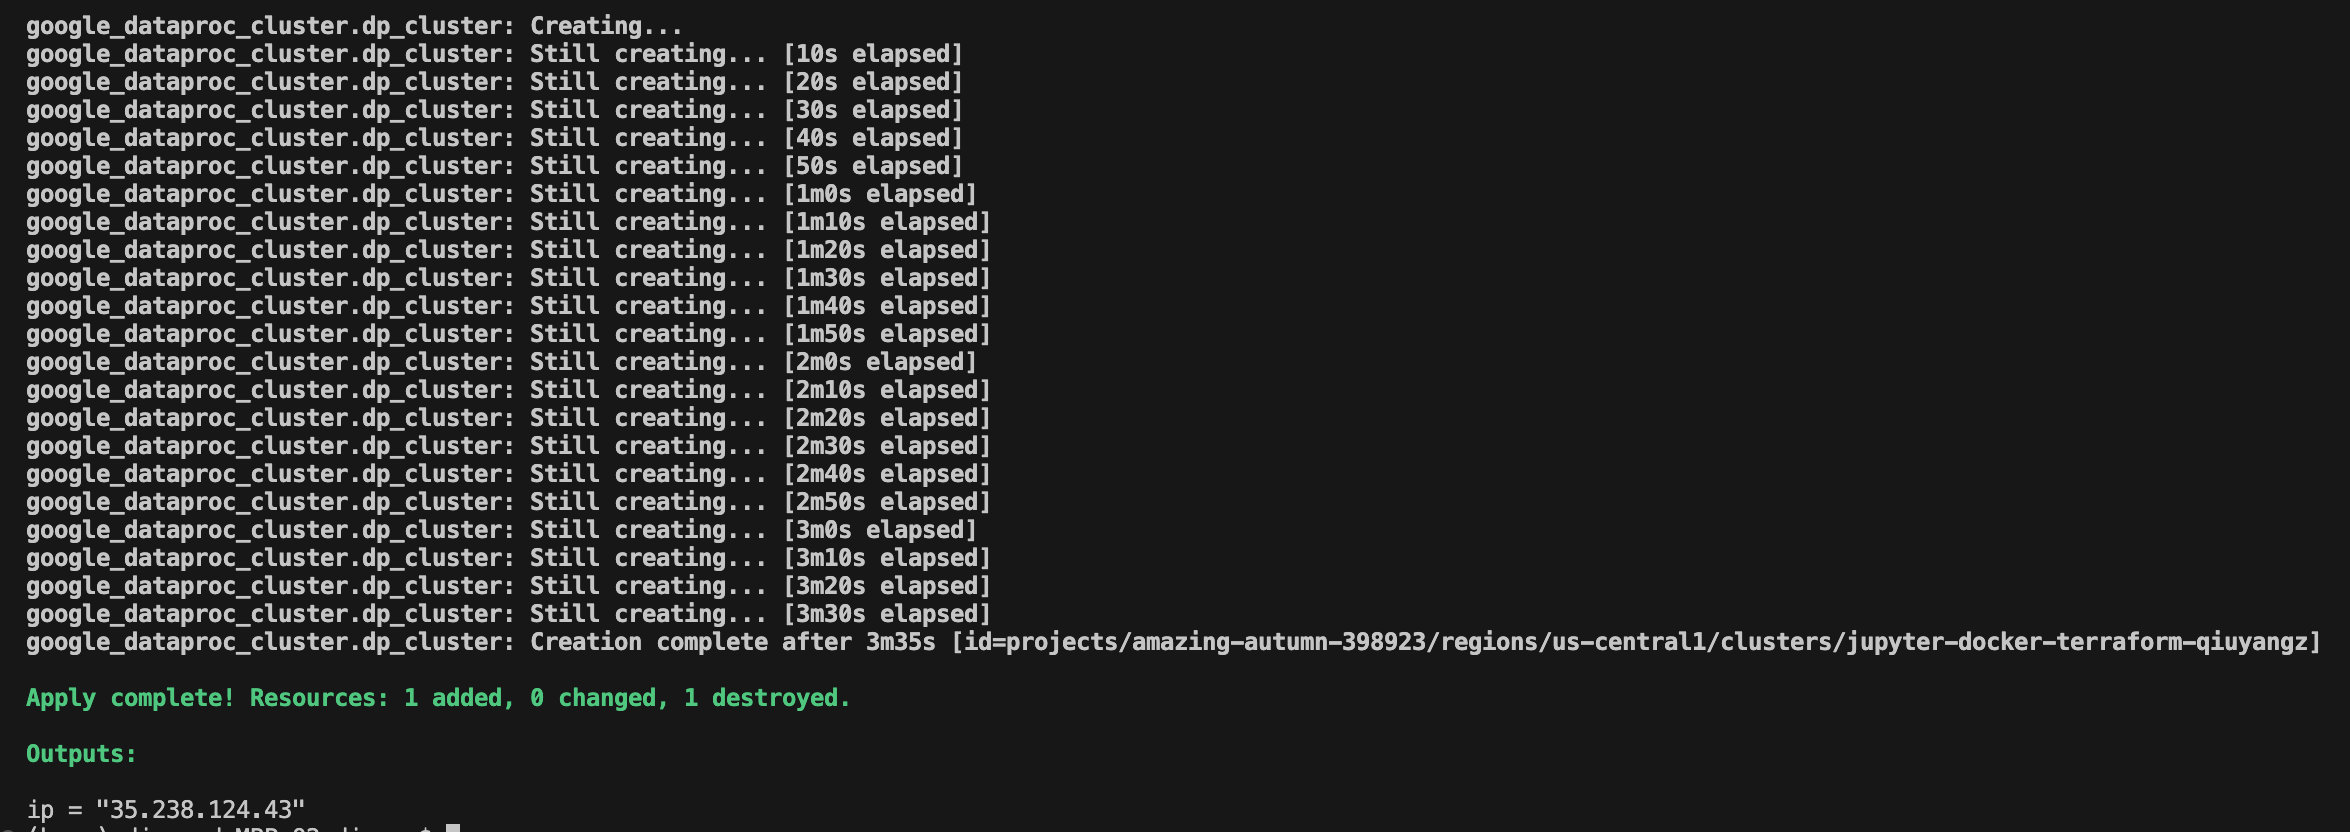 google_dataproc_cluster.dp_cluster: Creating...
google_dataproc_cluster.dp_cluster: Still creating... [10s elapsed]
google_dataproc_cluster.dp_cluster: Still creating... [20s elapsed]
google_dataproc_cluster.dp_cluster: Still creating... [30s elapsed]
google_dataproc_cluster.dp_cluster: Still creating... [40s elapsed]
google_dataproc_cluster.dp_cluster: Still creating... [50s elapsed]
google_dataproc_cluster.dp_cluster: Still creating... [1m0s elapsed]
google_dataproc_cluster.dp_cluster: Still creating... [1m10s elapsed]
google_dataproc_cluster.dp_cluster: Still creating... [1m20s elapsed]
google_dataproc_cluster.dp_cluster: Still creating... [1m30s elapsed]
google_dataproc_cluster.dp_cluster: Still creating... [1m40s elapsed]
google_dataproc_cluster.dp_cluster: Still creating... [1m50s elapsed]
google_dataproc_cluster.dp_cluster: Still creating... [2m0s elapsed]
google_dataproc_cluster.dp_cluster: Still creating... [2m10s elapsed]
google_dataproc_cluster.dp_cluster: Still creating... [2m20s elapsed]
google_dataproc_cluster.dp_cluster: Still creating... [2m30s elapsed]
google_dataproc_cluster.dp_cluster: Still creating... [2m40s elapsed]
google_dataproc_cluster.dp_cluster: Still creating... [2m50s elapsed]
google_dataproc_cluster.dp_cluster: Still creating... [3m0s elapsed]
google_dataproc_cluster.dp_cluster: Still creating... [3m10s elapsed]
google_dataproc_cluster.dp_cluster: Still creating... [3m20s elapsed]
google_dataproc_cluster.dp_cluster: Still creating... [3m30s elapsed]
google_dataproc_cluster.dp_cluster: Creation complete after 3m35s [id=projects/amazing-autumn-398923/regions/us-central1/clusters/jupyter-docker-terraform-qiuyangz]
Apply complete! Resources: 1 added, 0 changed, 1 destroyed.
Outputs:
ip = "35.238.124.43"